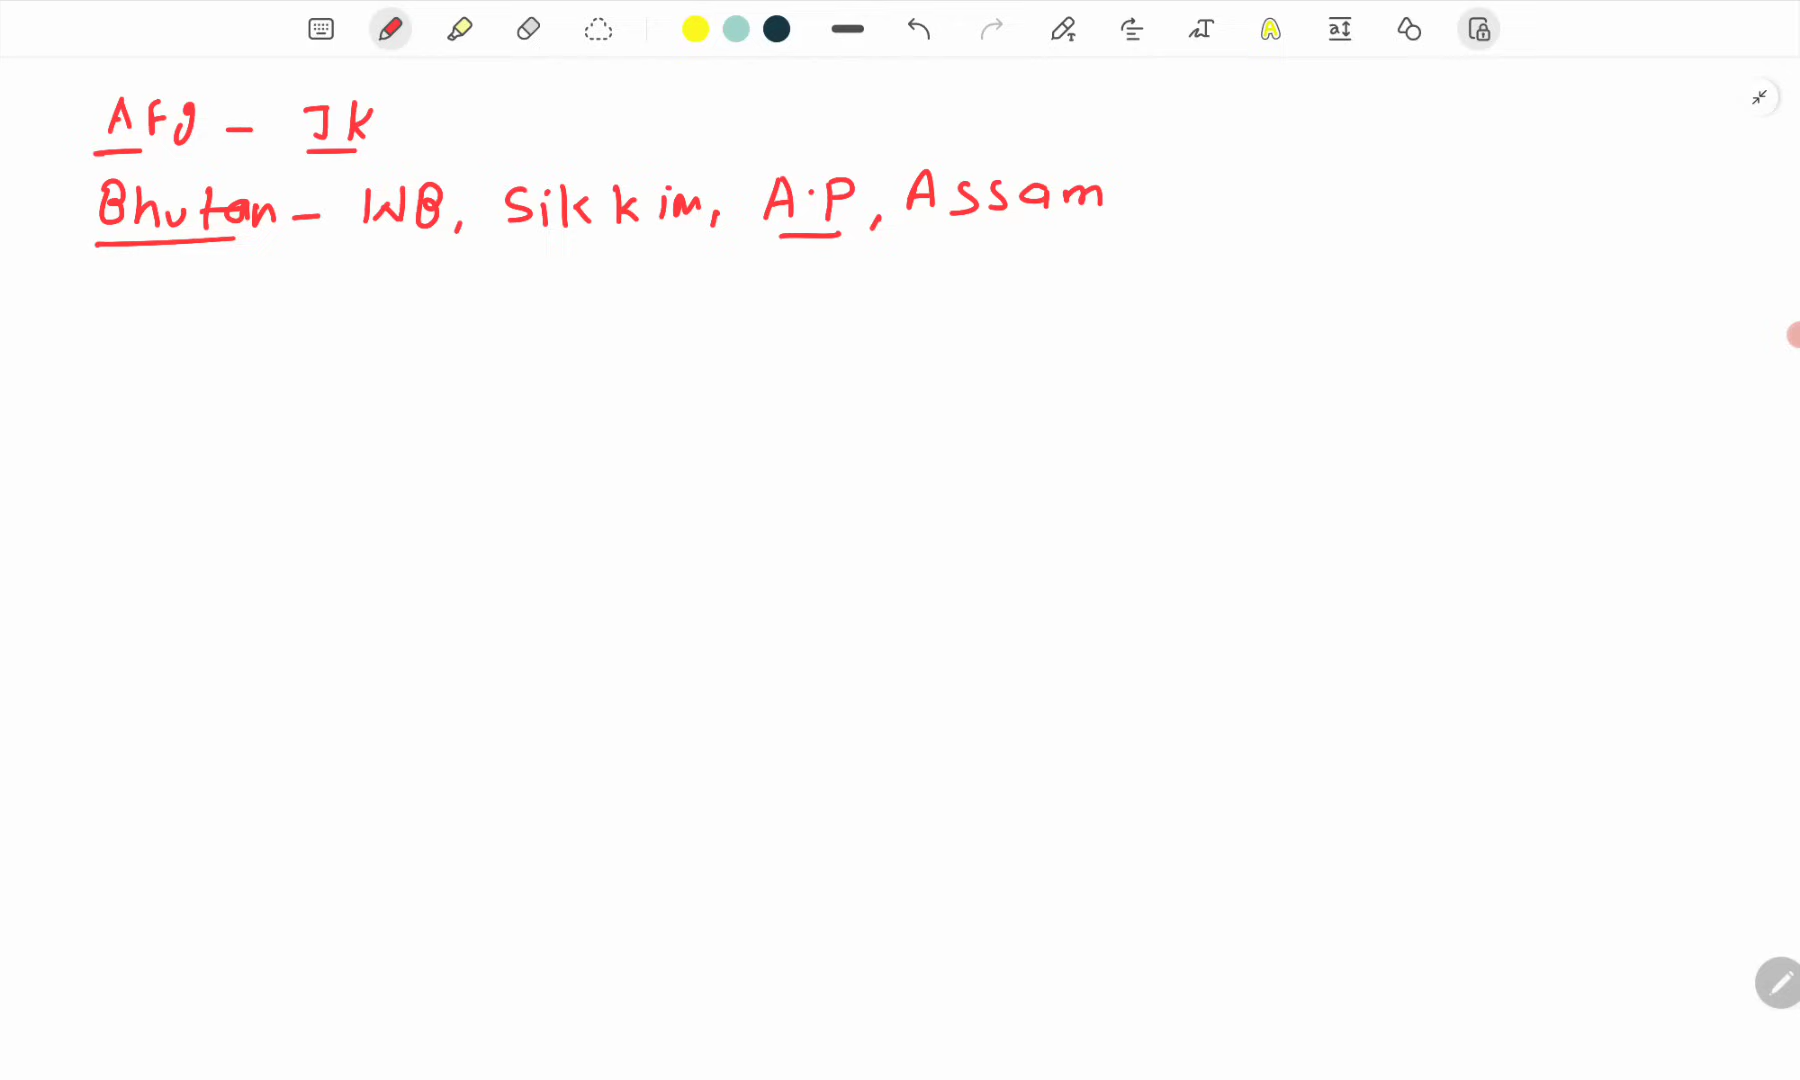 AFg - JK
Bhutan - WB, Sikkim, A.P, Assam